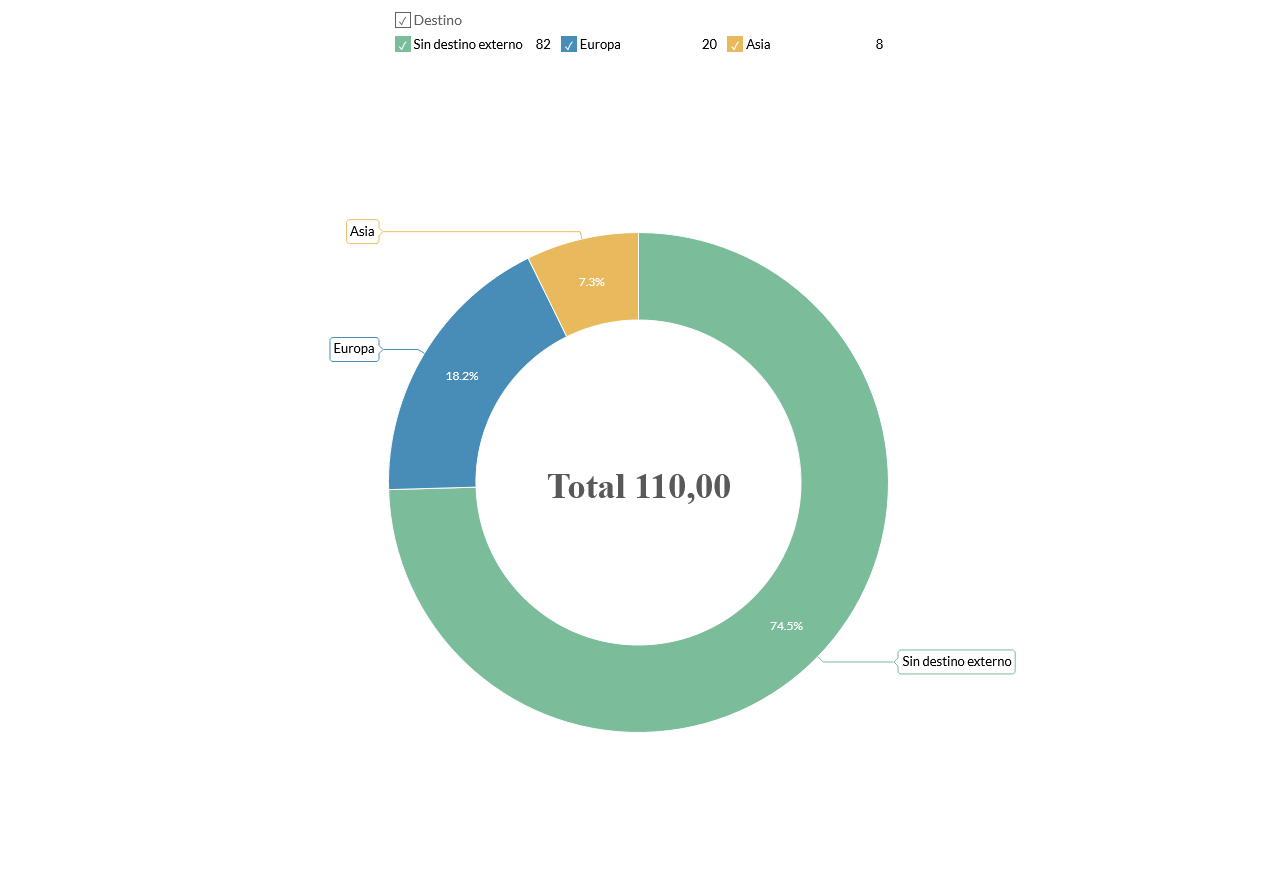 Destino
Sin destino externo 82 Europa 20 Asia 8
Asia
7.3%
Europa
18.2%
Total 110,00
74.5%
Sin destino externo